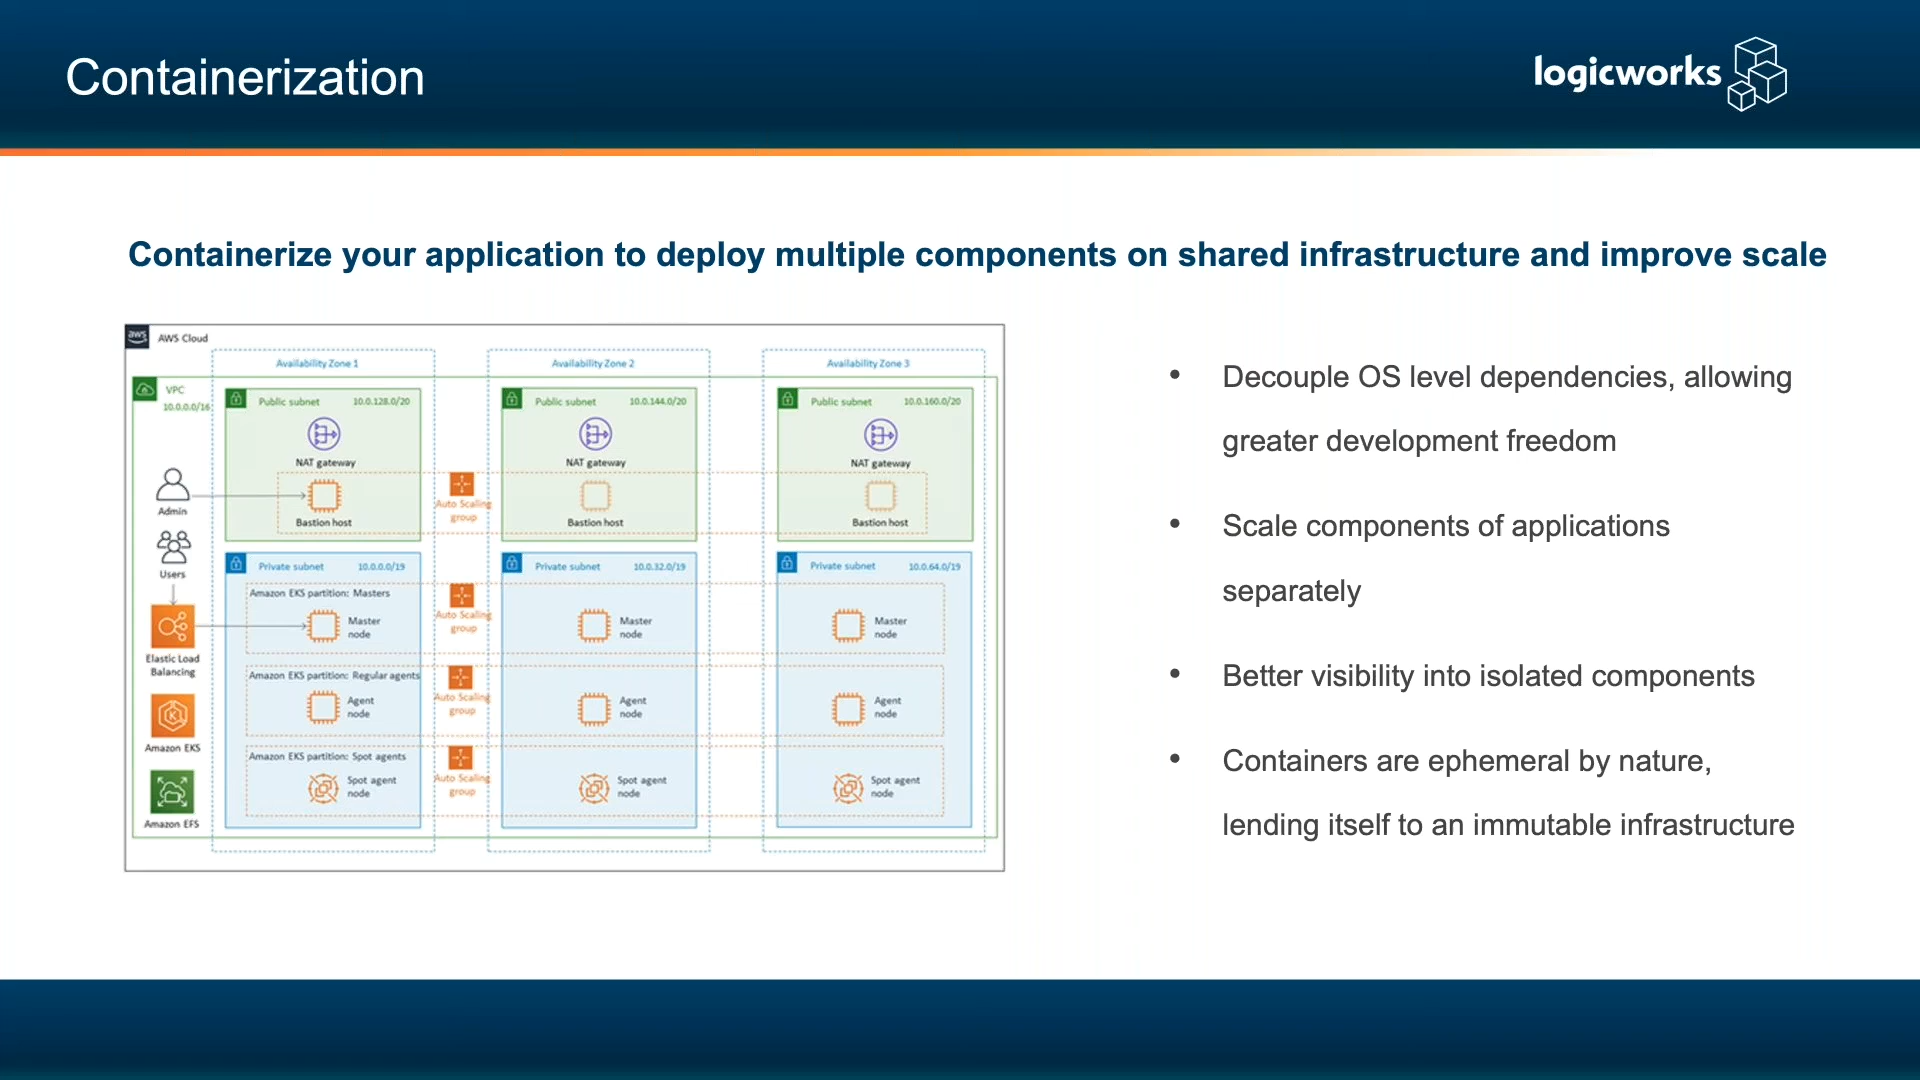 Containerization
logicworks
Containerize your application to deploy multiple components on shared infrastructure and improve scale
aws
AWS Cloud
Availability Zone 1
Availability Zone 2
Availability Zone 3
VPC
10.0.0.0/16
Public subnet 10.0.128.0/20
Public subnet 10.0.144.0/20
Public subnet 10.0.160.0/20
NAT gateway
NAT gateway
NAT gateway
Admin
Bastion host
Auto Scaling
group
Bastion host
Bastion host
Users
Private subnet 10.0.0.0/19
Private subnet 10.0.32.0/19
Private subnet 10.0.64.0/19
Amazon EKS partition: Masters
Master
node
Auto Scaling
group
Master
node
Master
node
Elastic Load
Balancing
Amazon EKS partition: Regular agents
Agent
node
Auto Scaling
group
Agent
node
Agent
node
Amazon EKS
Amazon EKS partition: Spot agents
Spot agent
node
Auto Scaling
group
Spot agent
node
Spot agent
node
Amazon EFS
• Decouple OS level dependencies, allowing
greater development freedom
• Scale components of applications
separately
• Better visibility into isolated components
• Containers are ephemeral by nature,
lending itself to an immutable infrastructure